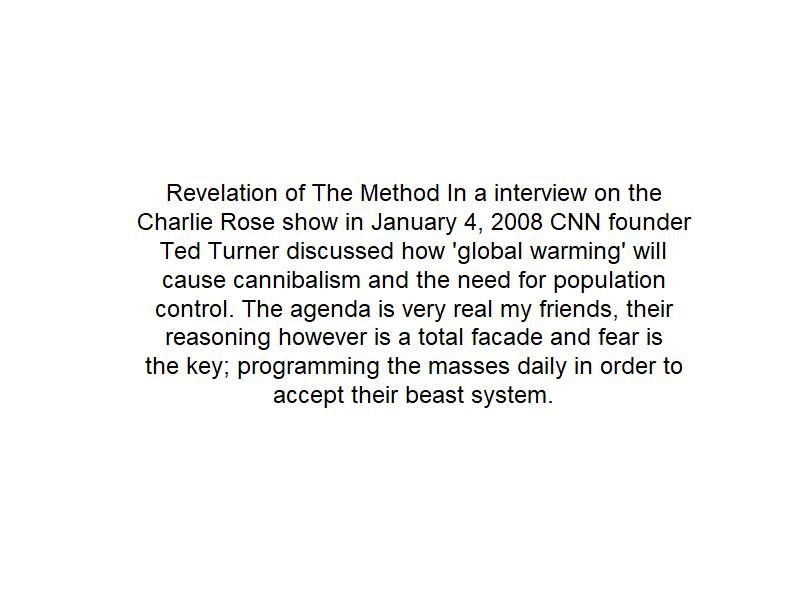 Revelation of The Method In a interview on the
Charlie Rose show in January 4, 2008 CNN founder
Ted Turner discussed how 'global warming' will
cause cannibalism and the need for population
control. The agenda is very real my friends, their
reasoning however is a total facade and fear is
the key; programming the masses daily in order to
accept their beast system.